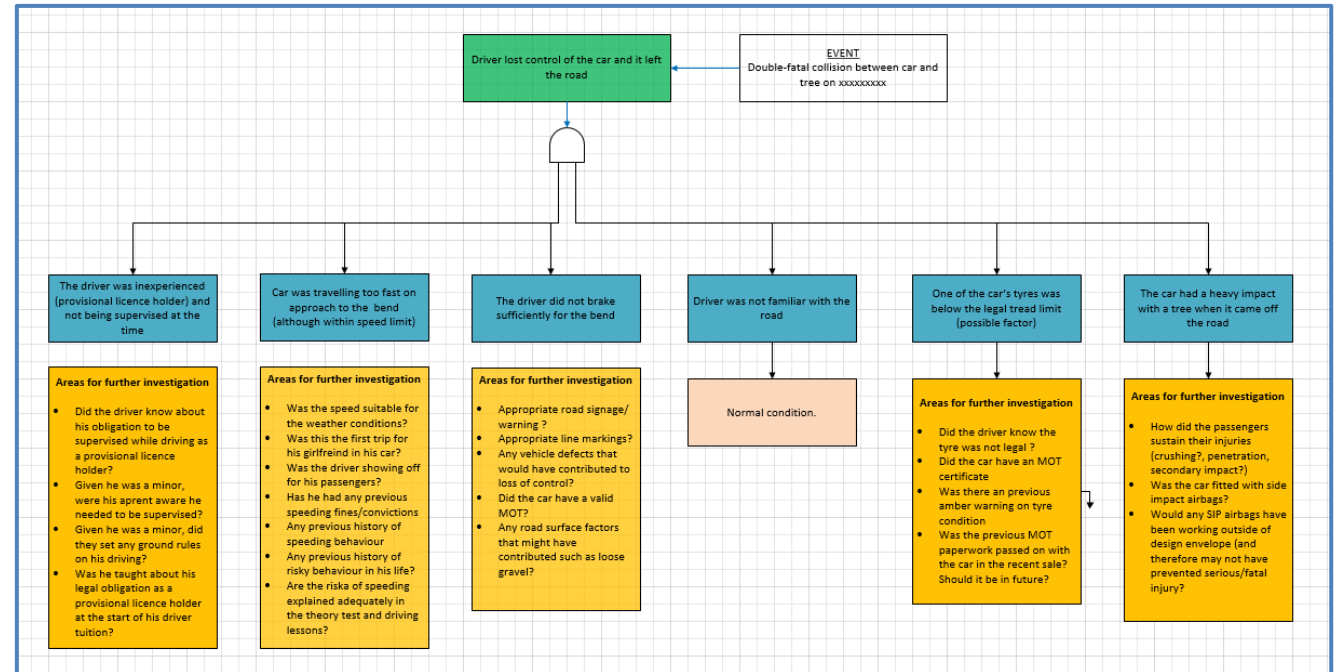 Driver lost control of the car and it left
the road
EVENT
Double-fatal collision between car and
tree on xxxxxxxxx
The driver was inexperienced
(provisional licence holder) and
not being supervised at the
time
Car was travelling too fast on
approach to the bend
(although within speed limit)
The driver did not brake
sufficiently for the bend
Driver was not familiar with the
road
One of the car's tyres was
below the legal tread limit
(possible factor)
The car had a heavy impact
with a tree when it came off
the road
Areas for further investigation
• Did the driver know about
his obligation to be
supervised while driving as
a provisional licence
holder?
• Given he was a minor,
were his aprent aware he
needed to be supervised?
• Given he was a minor, did
they set any ground rules
on his driving?
• Was he taught about his
legal obligation as a
provisional licence holder
at the start of his driver
tuition?
Areas for further investigation
• Was the speed suitable for
the weather conditions?
• Was this the first trip for
his girlfreind in his car?
• Was the driver showing off
for his passengers?
• Has he had any previous
speeding fines/convictions
• Any previous history of
speeding behaviour
• Any previous history of
risky behaviour in his life?
• Are the riska of speeding
explained adequately in
the theory test and driving
lessons?
Areas for further investigation
• Appropriate road signage/
warning ?
• Appropriate line markings?
• Any vehicle defects that
would have contributed to
loss of control?
• Did the car have a valid
MOT?
• Any road surface factors
that might have
contributed such as loose
gravel?
Normal condition.
Areas for further investigation
• Did the driver know the
tyre was not legal ?
• Did the car have an MOT
certificate
• Was there an previous
amber warning on tyre
condition
• Was the previous MOT
paperwork passed on with
the car in the recent sale?
Should it be in future?
Areas for further investigation
• How did the passengers
sustain their injuries
(crushing?, penetration,
secondary impact?)
• Was the car fitted with side
impact airbags?
• Would any SIP airbags have
been working outside of
design envelope (and
therefore may not have
prevented serious/fatal
injury?